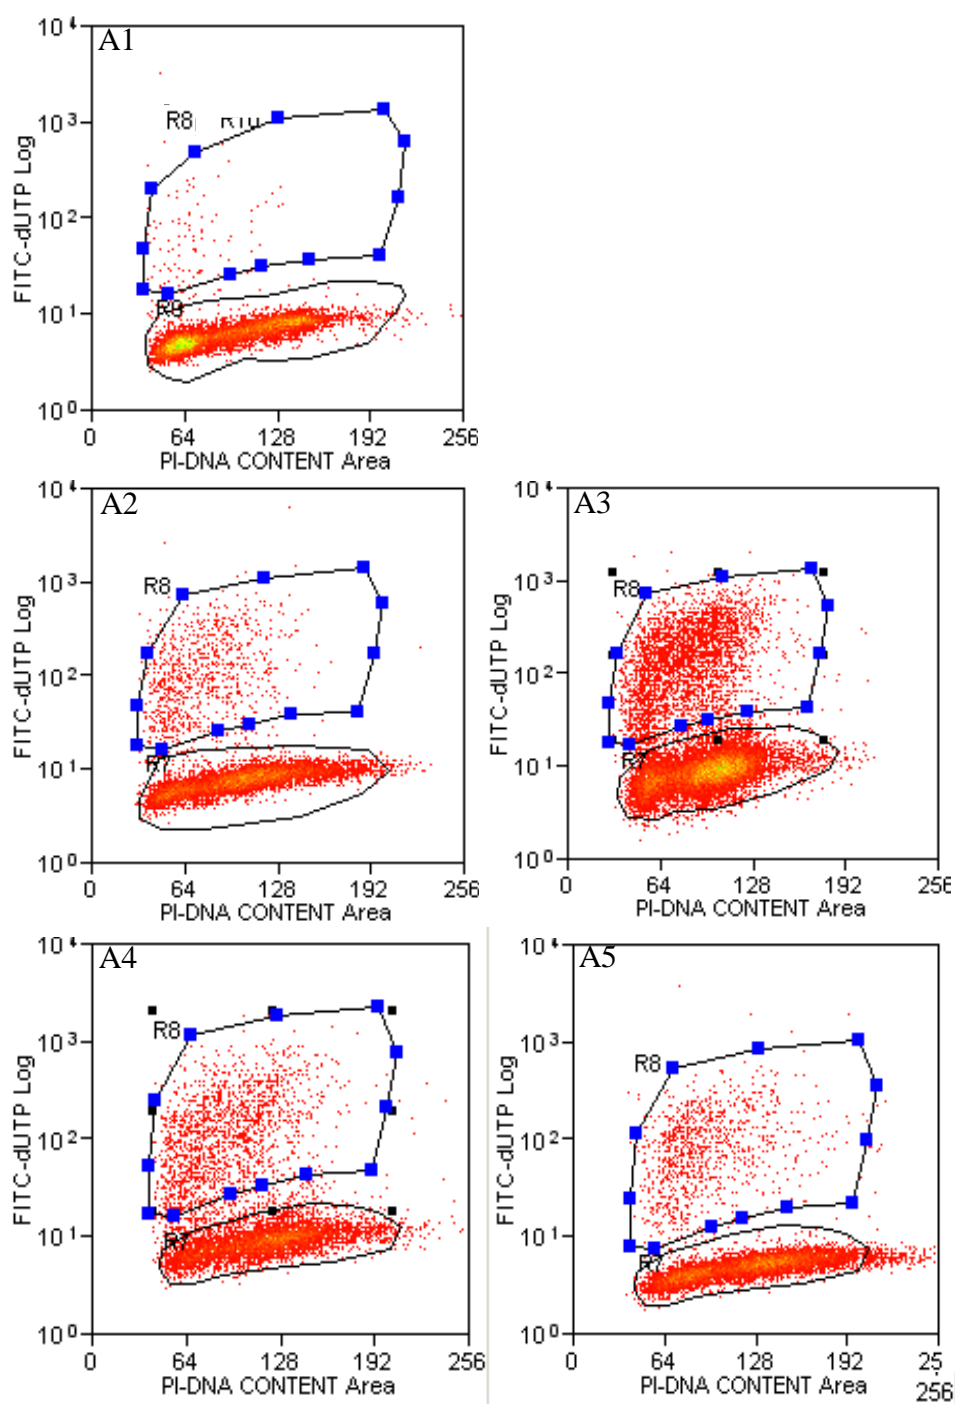 A1
10⁴
10³
10²
10¹
10⁰
FITC-dUTP Log
R8
R10
R9
0 64 128 192 256
PI-DNA CONTENT Area
A2
10⁴
10³
10²
10¹
10⁰
FITC-dUTP Log
R8
R7
0 64 128 192 256
PI-DNA CONTENT Area
A3
10⁴
10³
10²
10¹
10⁰
FITC-dUTP Log
R8
R7
0 64 128 192 256
PI-DNA CONTENT Area
A4
10⁴
10³
10²
10¹
10⁰
FITC-dUTP Log
R8
R7
0 64 128 192 256
PI-DNA CONTENT Area
A5
10⁴
10³
10²
10¹
10⁰
FITC-dUTP Log
R8
R7
0 64 128 192 25
256
PI-DNA CONTENT Area